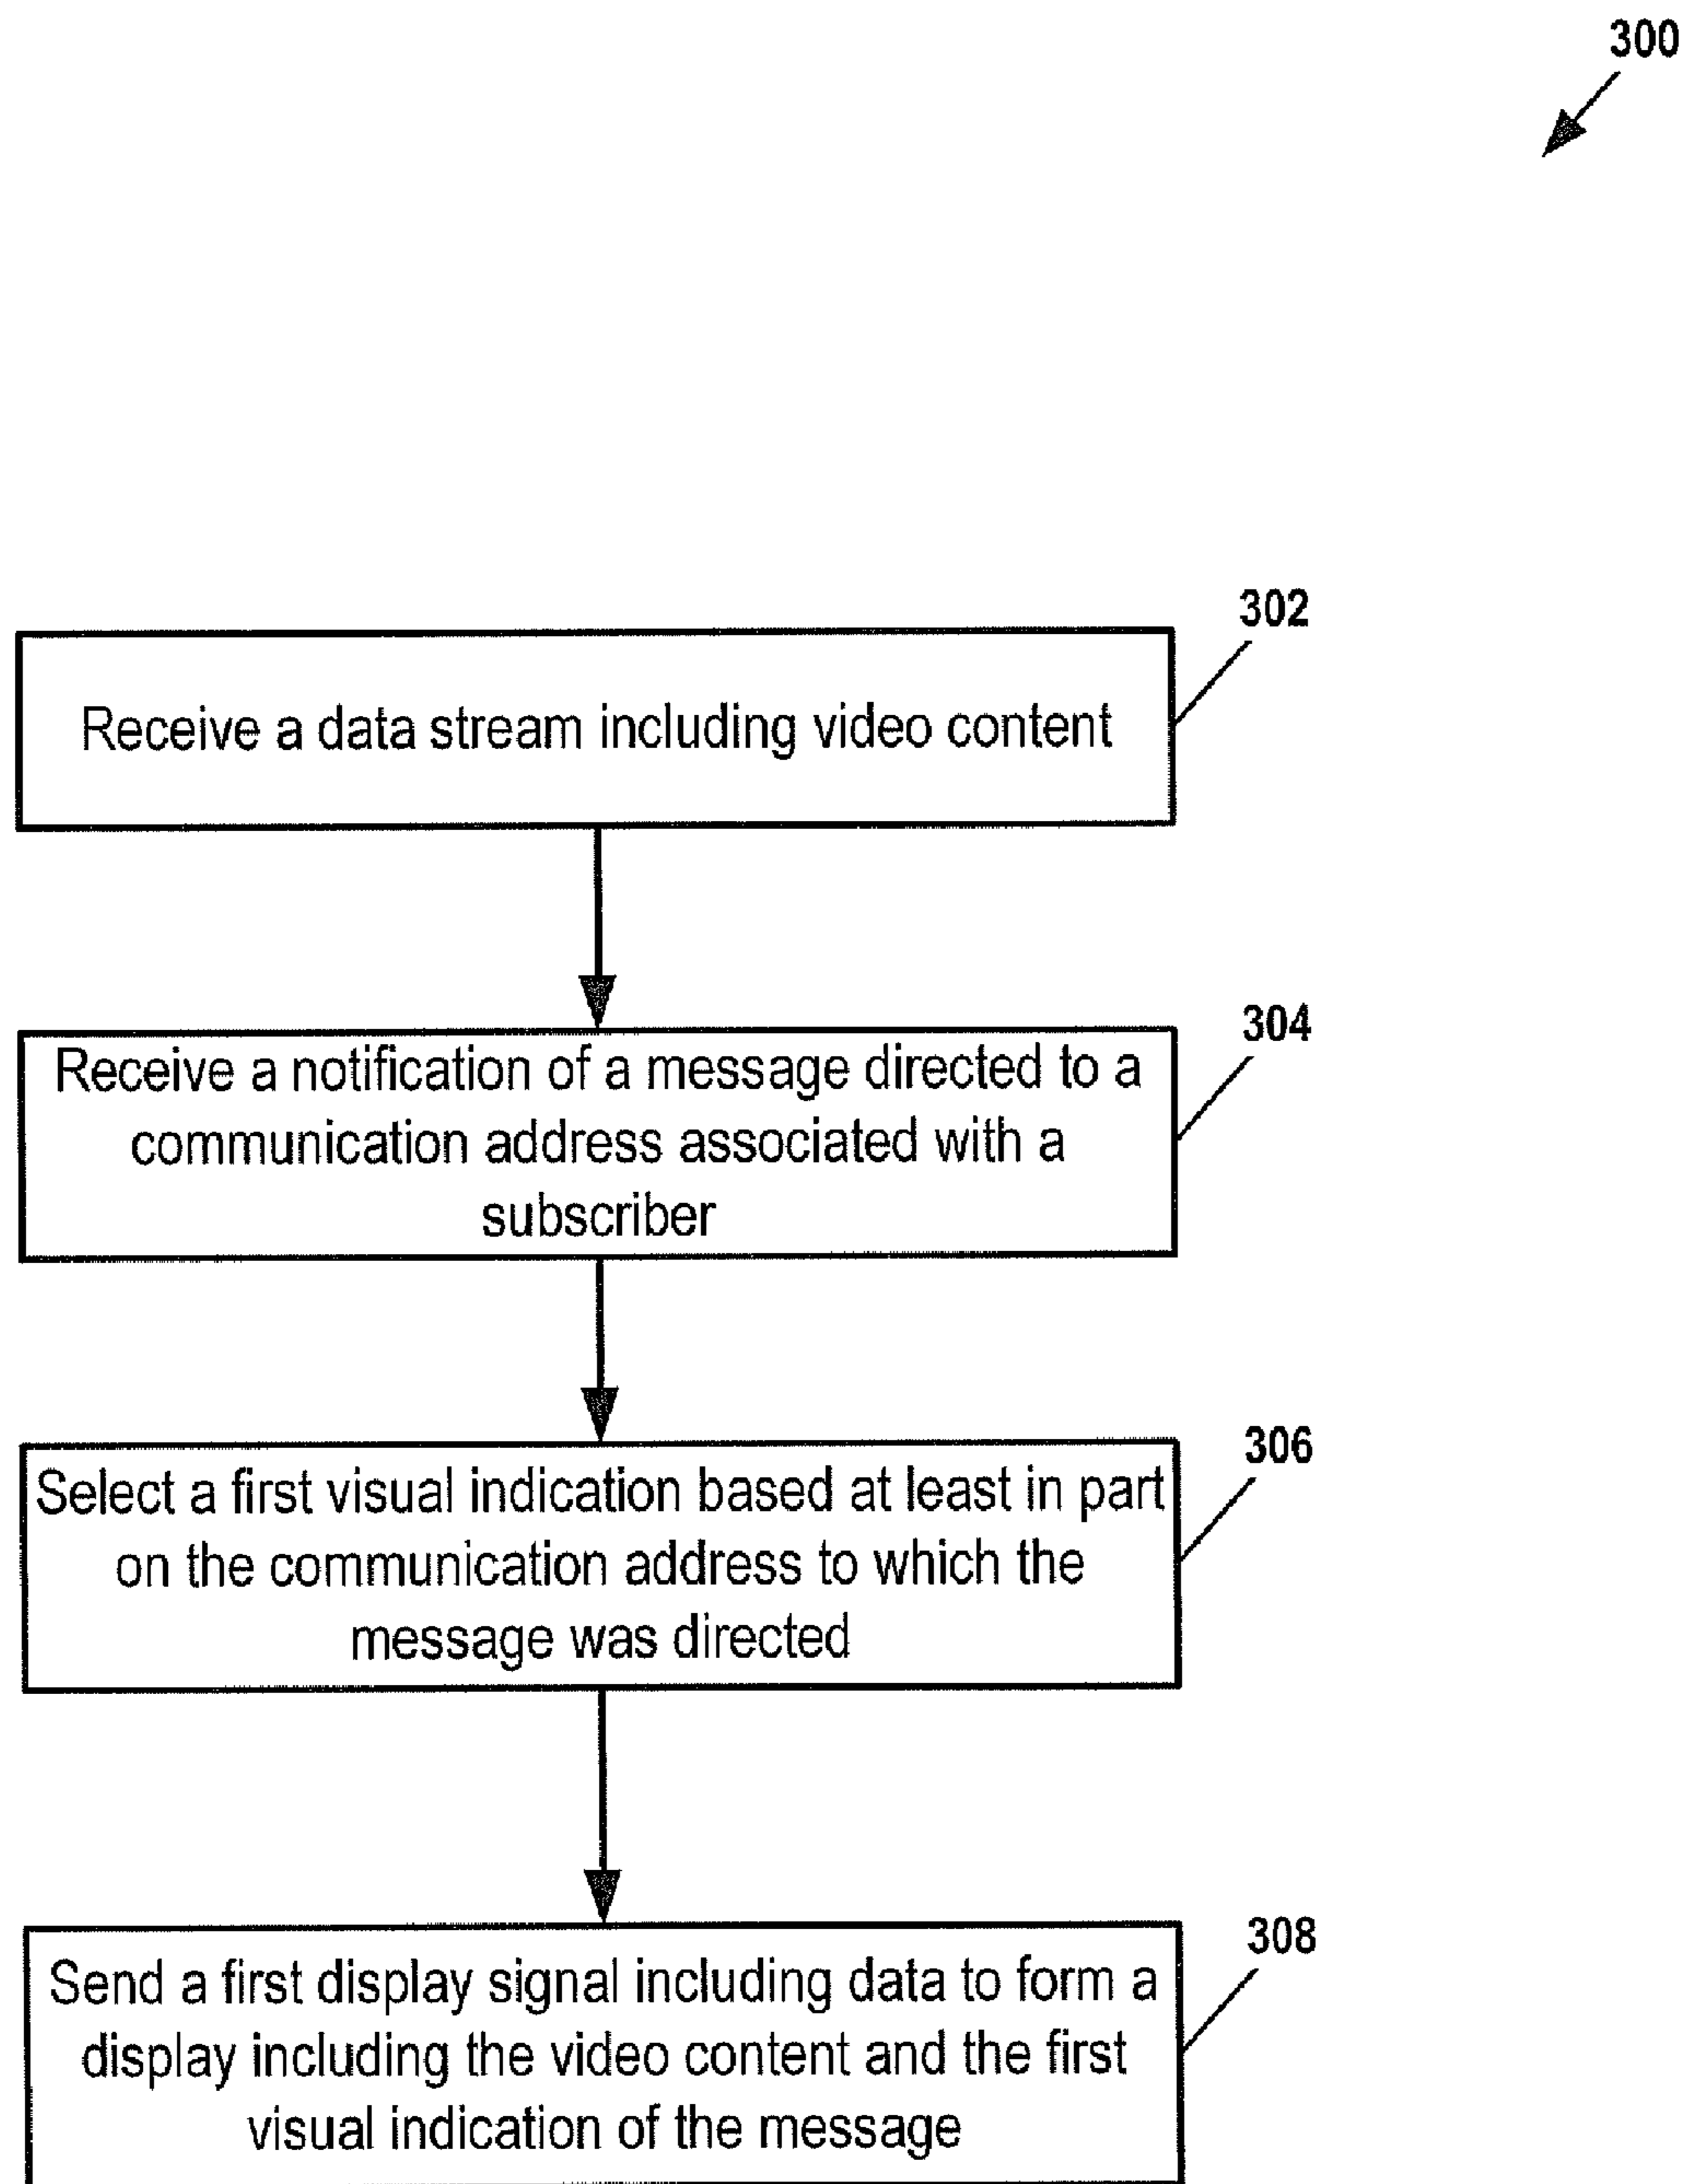 300
302
Receive a data stream including video content
304
Receive a notification of a message directed to a
communication address associated with a
subscriber
306
Select a first visual indication based at least in part
on the communication address to which the
message was directed
308
Send a first display signal including data to form a
display including the video content and the first
visual indication of the message